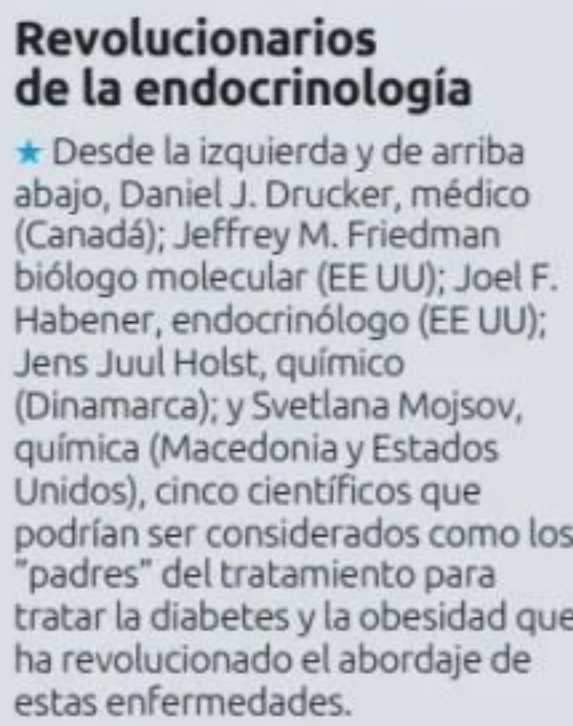 Revolucionarios
de la endocrinología
★ Desde la izquierda y de arriba
abajo, Daniel J. Drucker, médico
(Canadá); Jeffrey M. Friedman
biólogo molecular (EE UU); Joel F.
Habener, endocrinólogo (EE UU);
Jens Juul Holst, químico
(Dinamarca); y Svetlana Mojsov,
química (Macedonia y Estados
Unidos), cinco científicos que
podrían ser considerados como los
"padres" del tratamiento para
tratar la diabetes y la obesidad que
ha revolucionado el abordaje de
estas enfermedades.